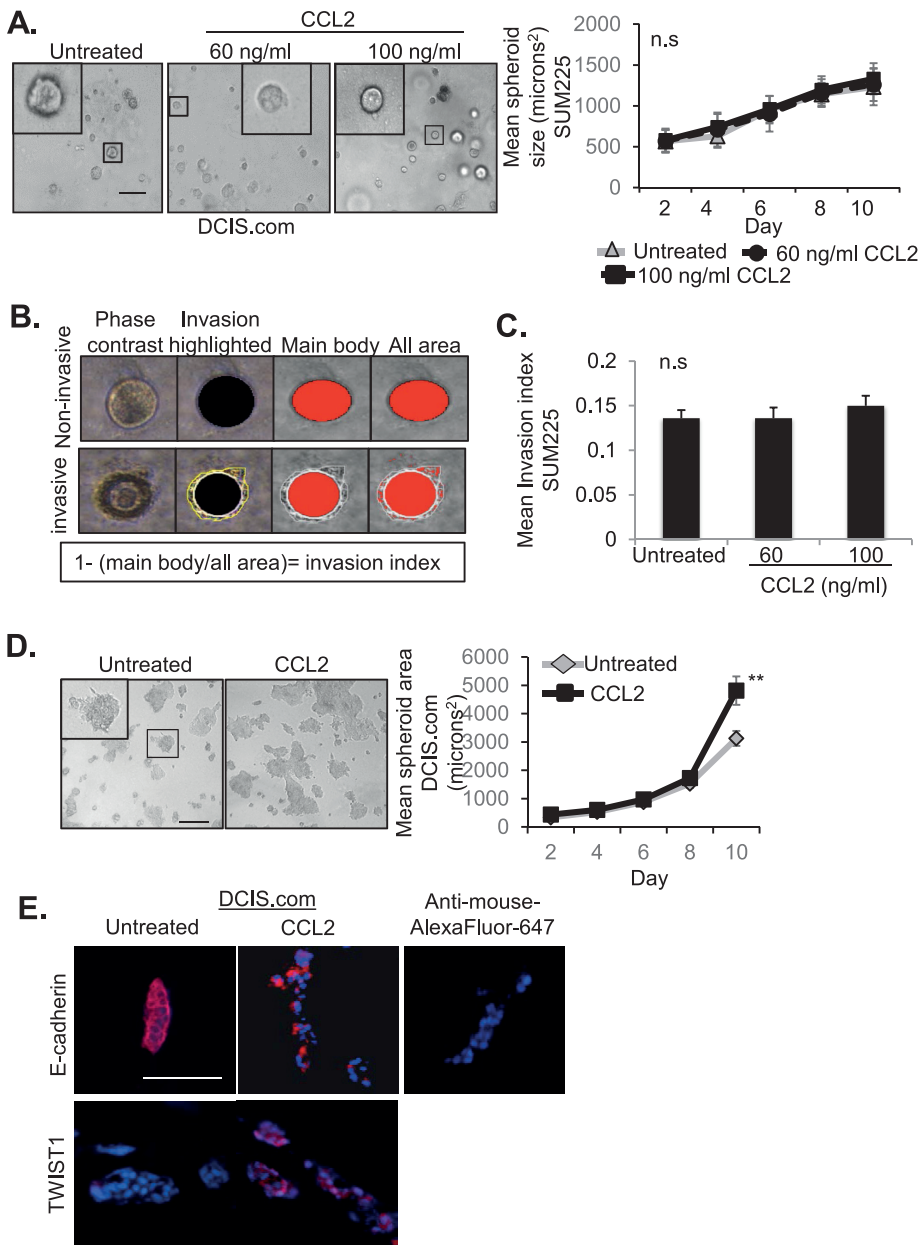 A.
CCL2
Untreated
60 ng/ml
100 ng/ml
DCIS.com
Mean spheroid
size (microns²)
SUM225
2000
1500
1000
500
0
n.s
2 4 6 8 10
Day
Untreated
60 ng/ml CCL2
100 ng/ml CCL2
B.
Phase contrast
Invasion highlighted
Main body
All area
Non-invasive
invasive
1- (main body/all area)= invasion index
C.
Mean Invasion index
SUM225
0.2
0.15
0.1
0.05
0
n.s
Untreated
60
100
CCL2 (ng/ml)
D.
Untreated
CCL2
Mean spheroid area
DCIS.com
(microns²)
6000
5000
4000
3000
2000
1000
0
Untreated
CCL2
**
2 4 6 8 10
Day
E.
DCIS.com
Untreated
CCL2
Anti-mouse-
AlexaFluor-647
E-cadherin
TWIST1